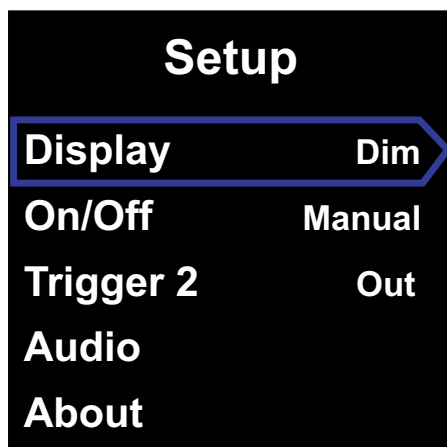 Setup
Display Dim
On/Off Manual
Trigger 2 Out
Audio
About